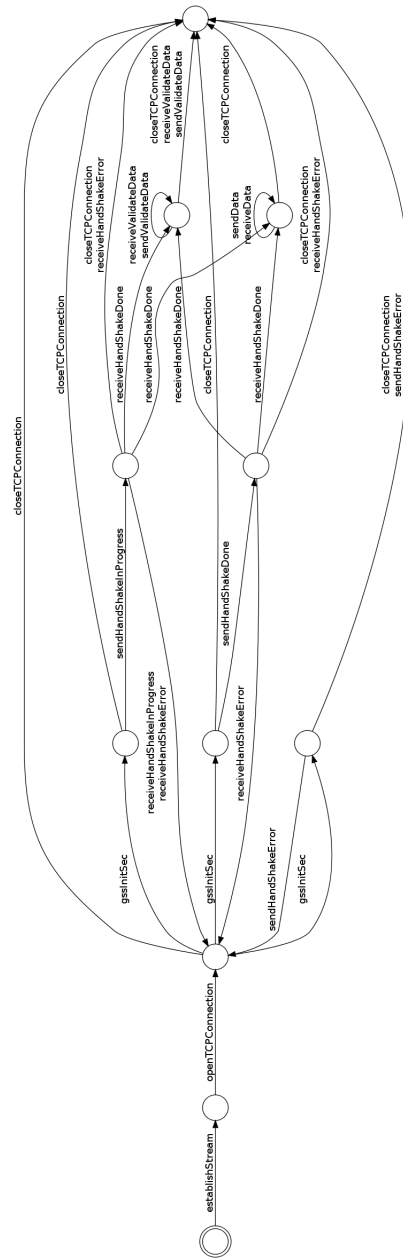 closeTCPConnection
receiveValidateData
sendValidateData
closeTCPConnection
receiveValidateData
sendValidateData
sendData
receiveData
closeTCPConnection
receiveHandShakeError
closeTCPConnection
receiveHandShakeError
closeTCPConnection
receiveHandShakeDone
receiveHandShakeDone
receiveHandShakeDone
closeTCPConnection
receiveHandShakeDone
closeTCPConnection
sendHandShakeError
closeTCPConnection
sendHandShakeInProgress
sendHandShakeDone
receiveHandShakeInProgress
receiveHandShakeError
receiveHandShakeError
gssInitSec
gssInitSec
sendHandShakeError
gssInitSec
openTCPConnection
establishStream